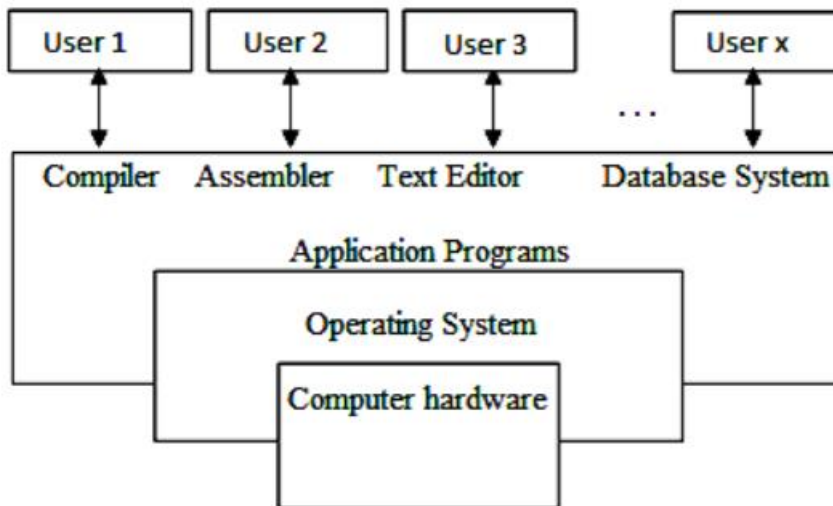 User 1 User 2 User 3 User x
...
Compiler Assembler Text Editor Database System
Application Programs
Operating System
Computer hardware